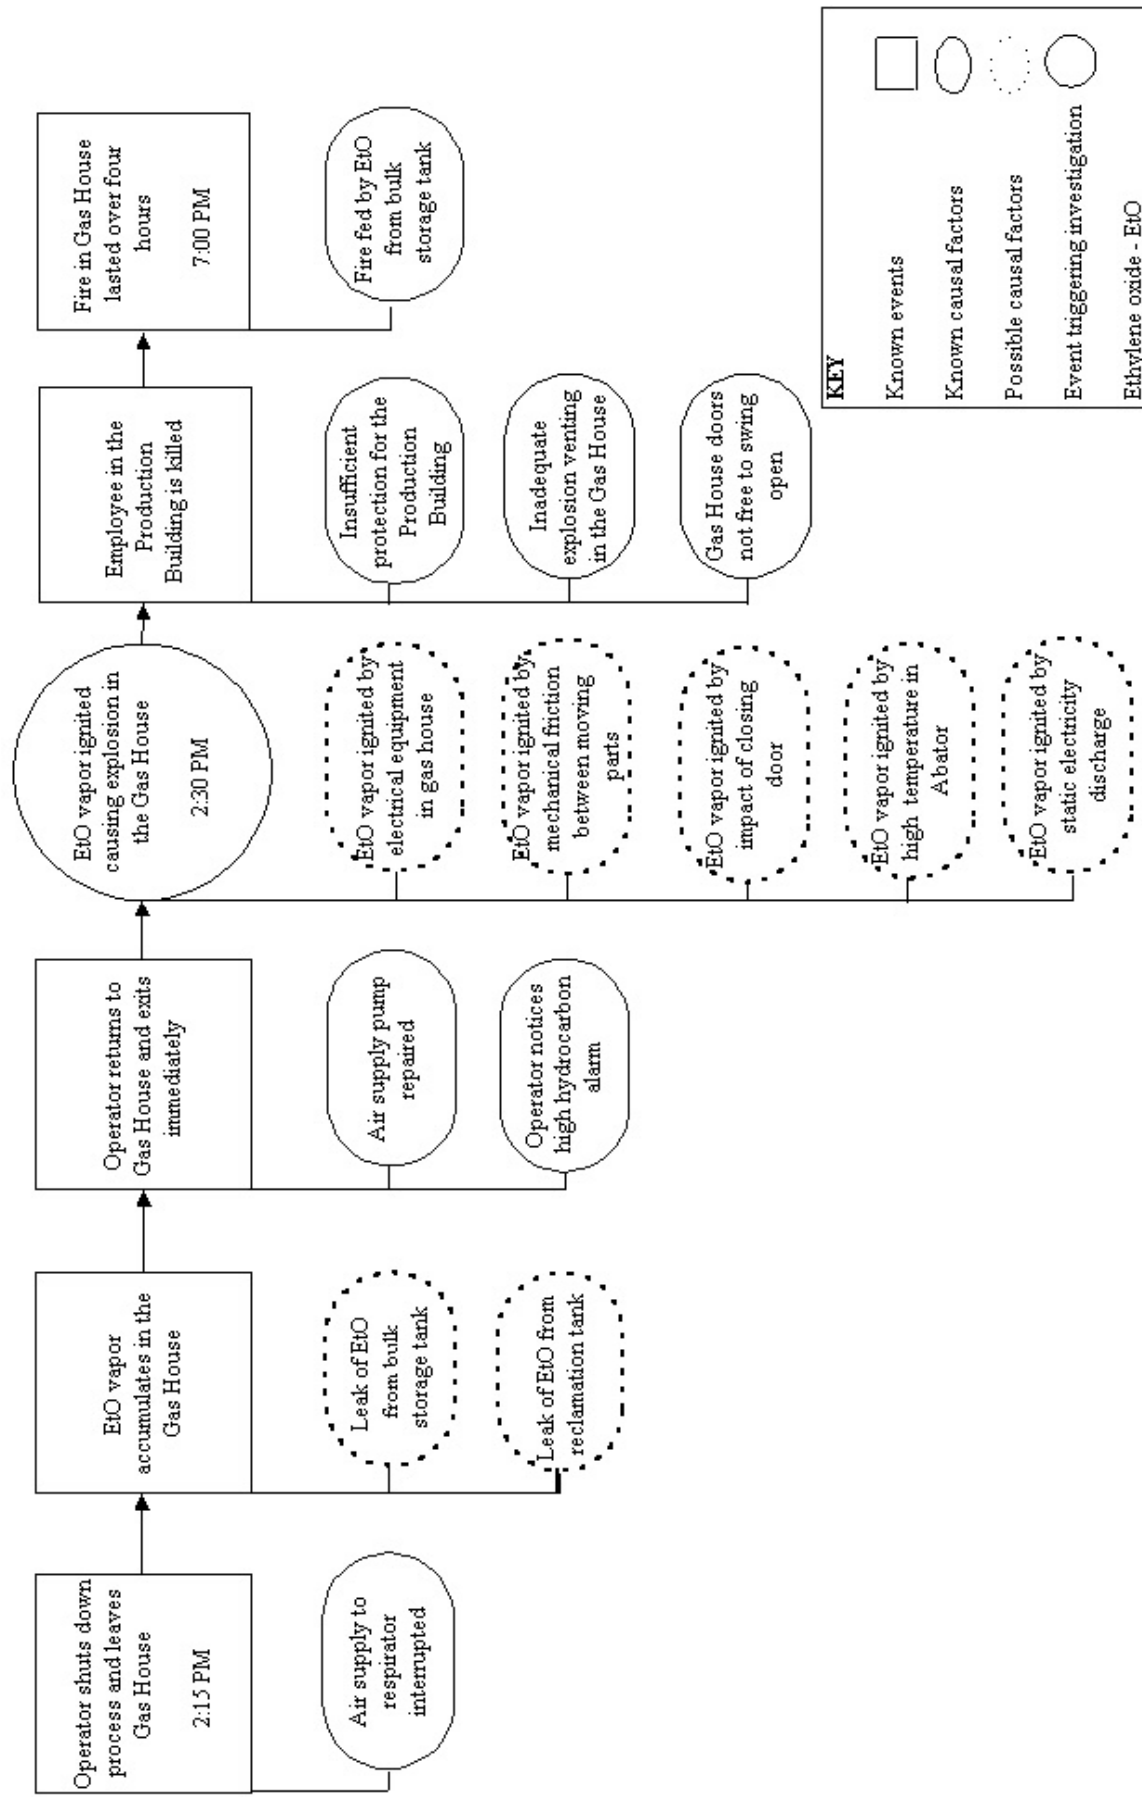 Operator shuts down
process and leaves
Gas House
2:15 PM
Air supply to
respirator
interrupted
EtO vapor
accumulates in the
Gas House
Leak of EtO
from bulk
storage tank
Leak of EtO from
reclamation tank
Operator returns to
Gas House and exits
immediately
Air supply pump
repaired
Operator notices
high hydrocarbon
alarm
EtO vapor ignited
causing explosion in
the Gas House
2:30 PM
EtO vapor ignited by
electrical equipment
in gas house
EtO vapor ignited by
mechanical friction
between moving
parts
EtO vapor ignited by
impact of closing
door
EtO vapor ignited by
high temperature in
Abator
EtO vapor ignited by
static electricity
discharge
Employee in the
Production
Building is killed
Insufficient
protection for the
Production
Building
Inadequate
explosion venting
in the Gas House
Gas House doors
not free to swing
open
Fire in Gas House
lasted over four
hours
7:00 PM
Fire fed by EtO
from bulk
storage tank
KEY
Known events
Known causal factors
Possible causal factors
Event triggering investigation
Ethylene oxide - EtO